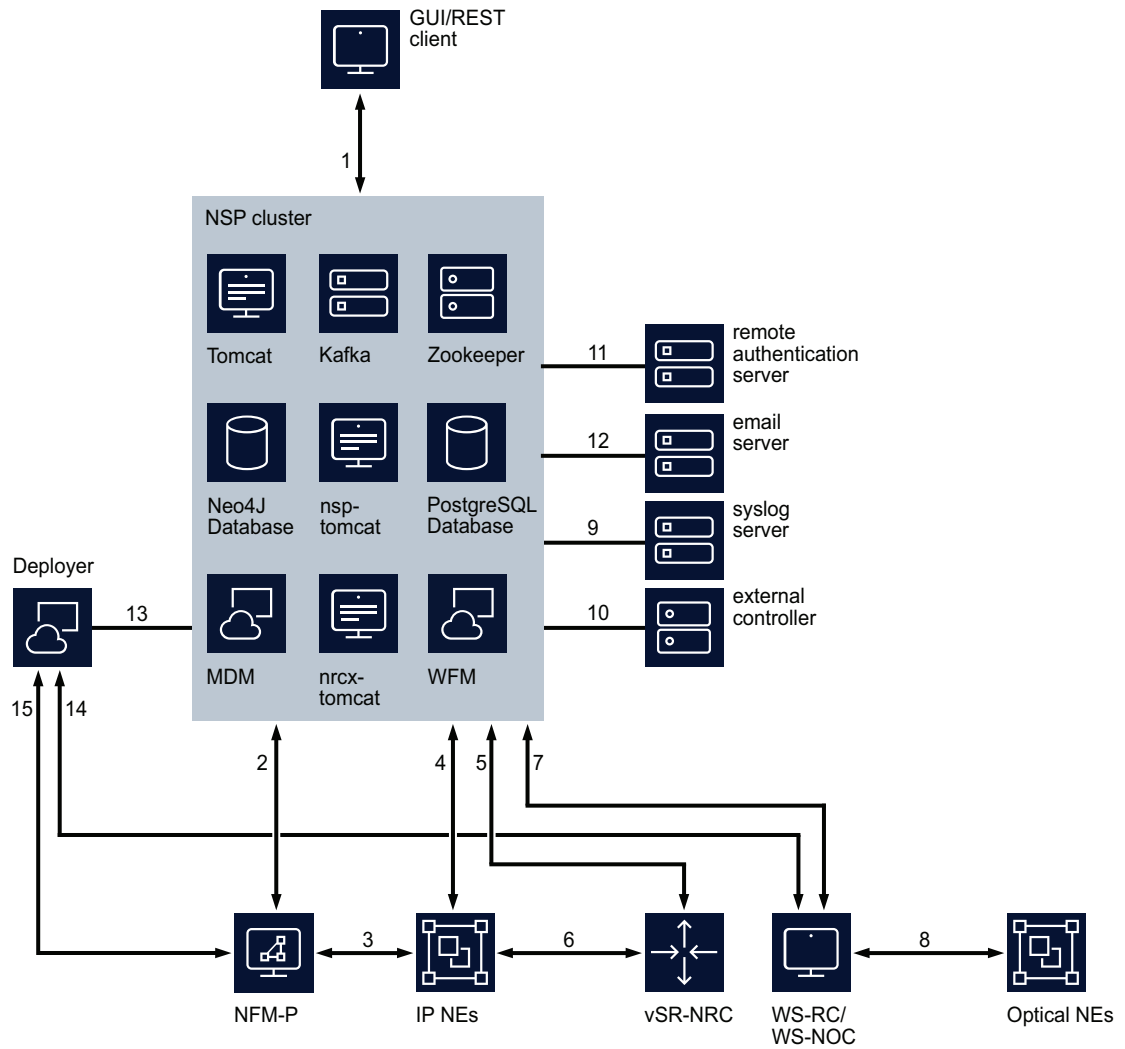 GUI/REST
client
1
NSP cluster
Tomcat
Kafka
Zookeeper
11
remote
authentication
server
12
email
server
Neo4J
Database
nsp-
tomcat
PostgreSQL
Database
9
syslog
server
Deployer
13
10
external
controller
MDM
nrcx-
tomcat
WFM
15
14
2
4
5
7
3
6
8
NFM-P
IP NEs
vSR-NRC
WS-RC/
WS-NOC
Optical NEs